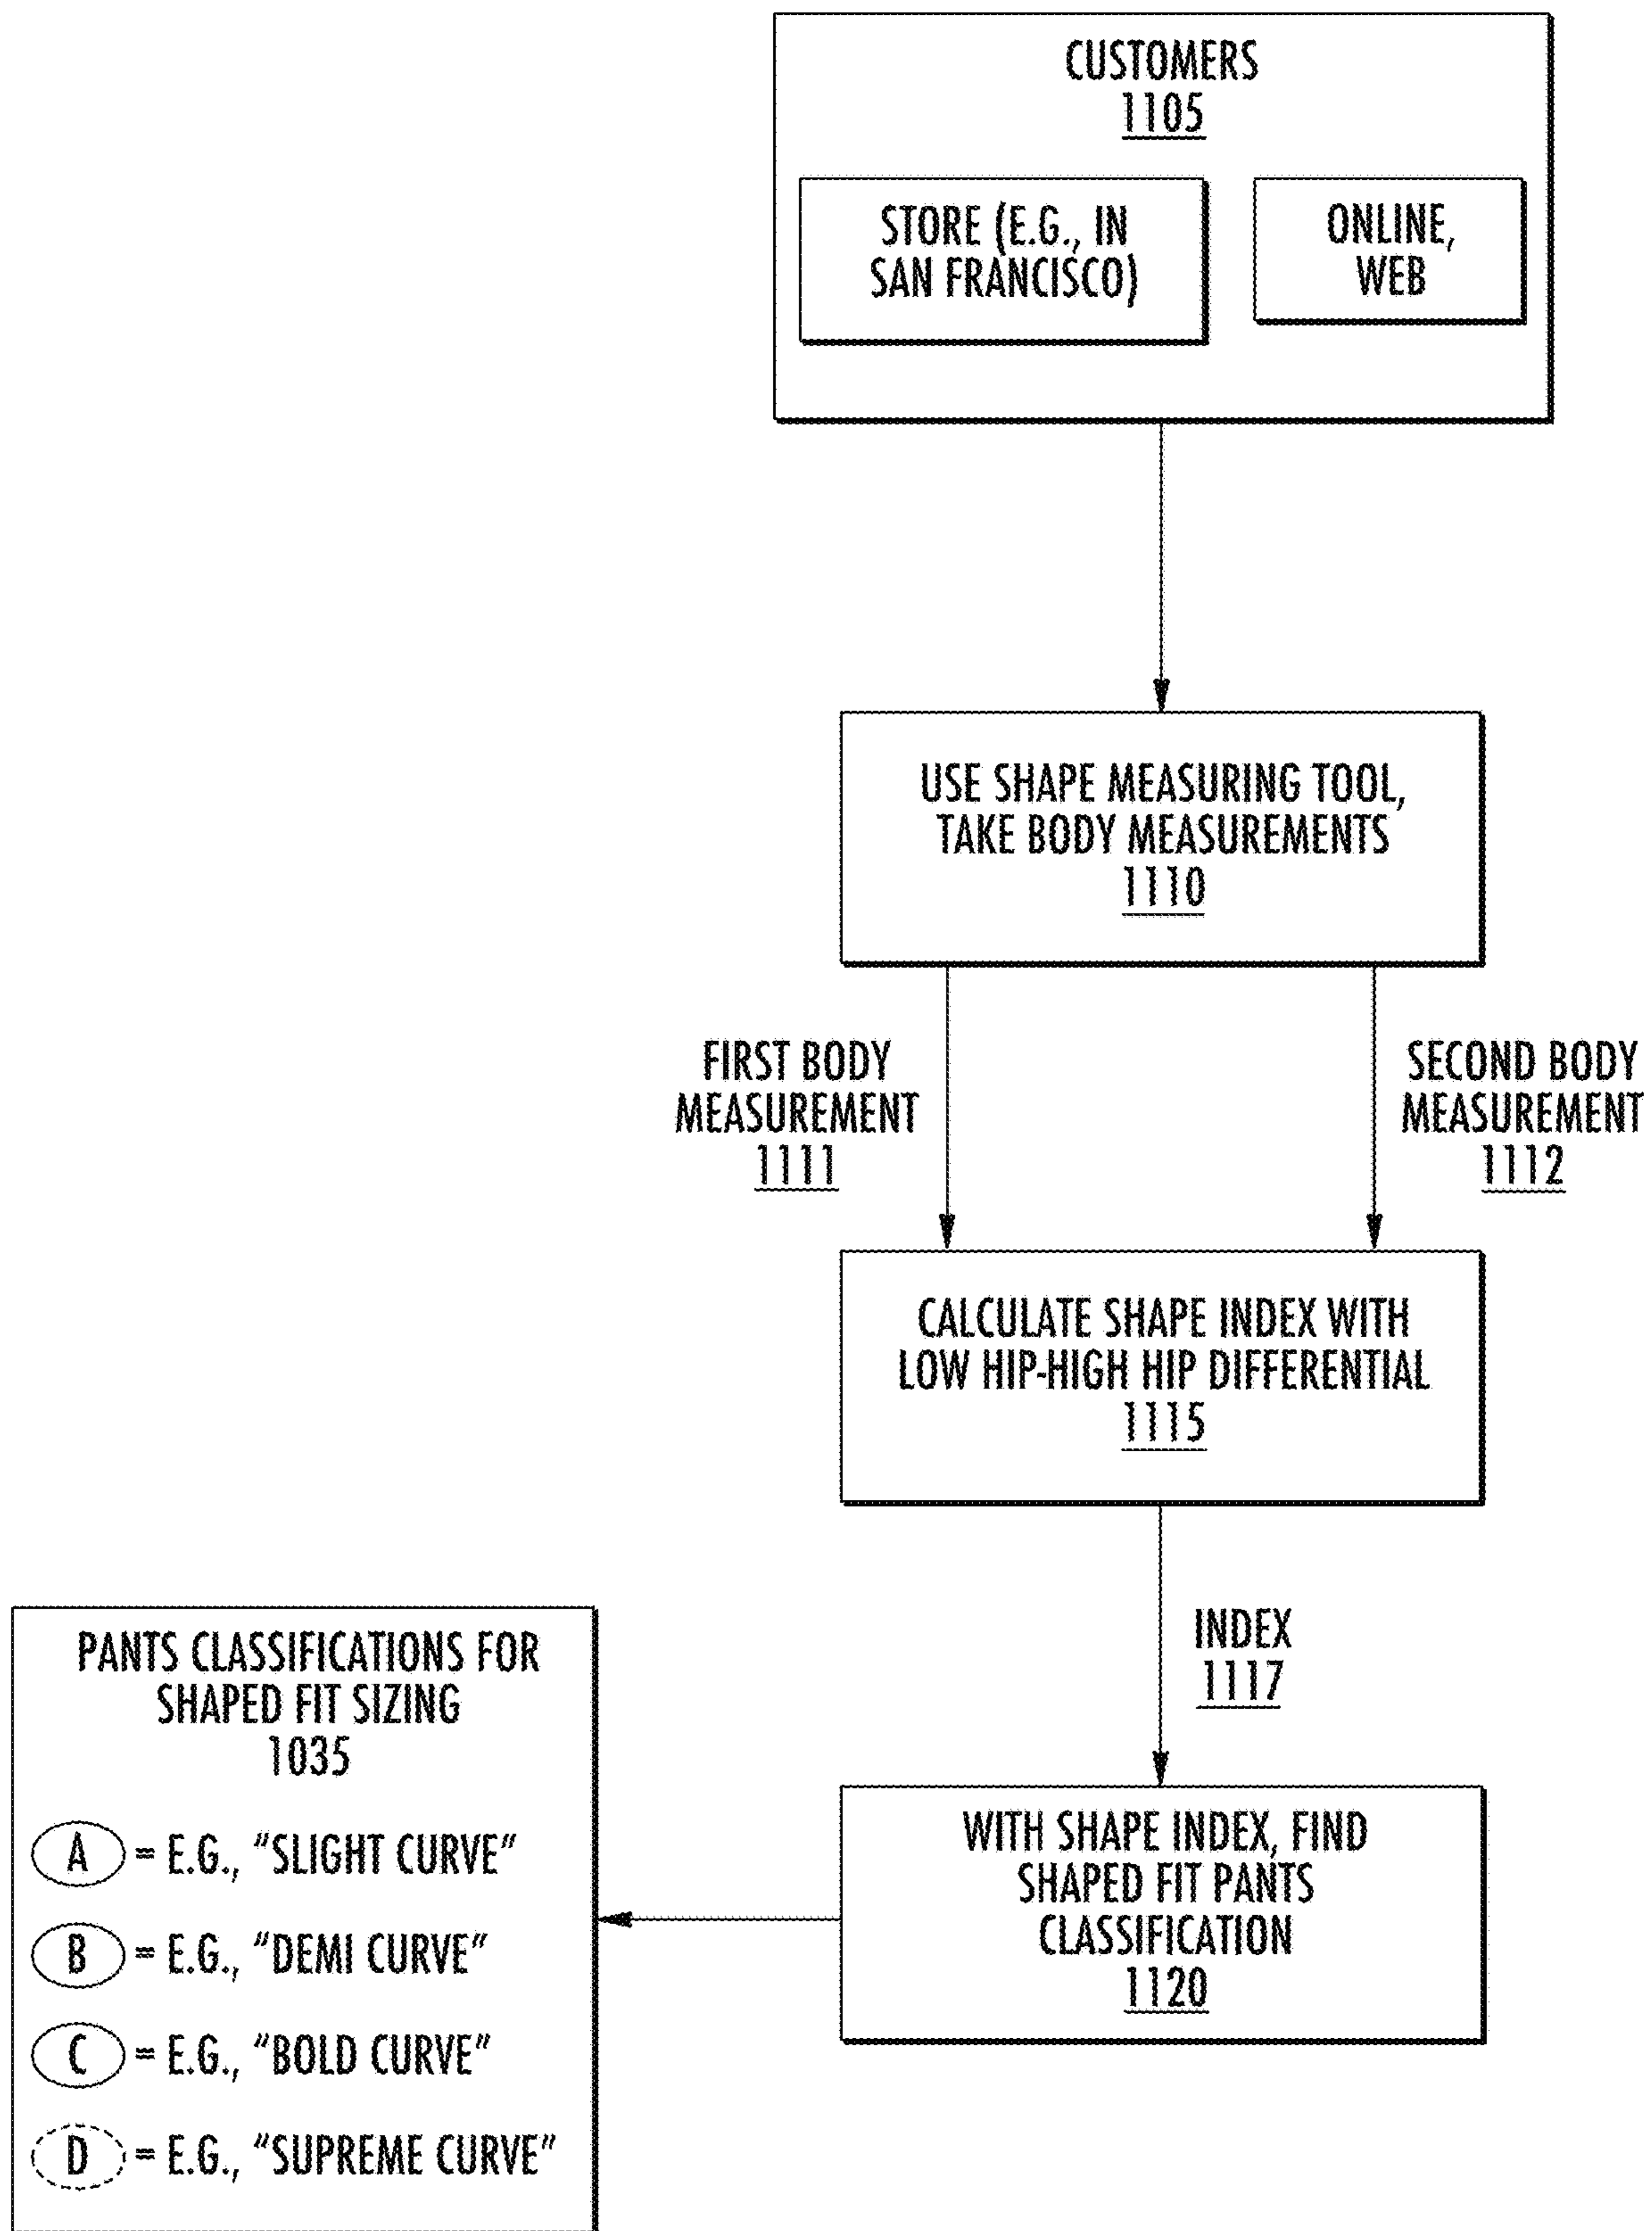 CUSTOMERS
1105
STORE (E.G., IN
SAN FRANCISCO)
ONLINE,
WEB
USE SHAPE MEASURING TOOL,
TAKE BODY MEASUREMENTS
1110
FIRST BODY
MEASUREMENT
1111
SECOND BODY
MEASUREMENT
1112
CALCULATE SHAPE INDEX WITH
LOW HIP-HIGH HIP DIFFERENTIAL
1115
INDEX
1117
WITH SHAPE INDEX, FIND
SHAPED FIT PANTS
CLASSIFICATION
1120
PANTS CLASSIFICATIONS FOR
SHAPED FIT SIZING
1035
A = E.G., "SLIGHT CURVE"
B = E.G., "DEMI CURVE"
C = E.G., "BOLD CURVE"
D = E.G., "SUPREME CURVE"